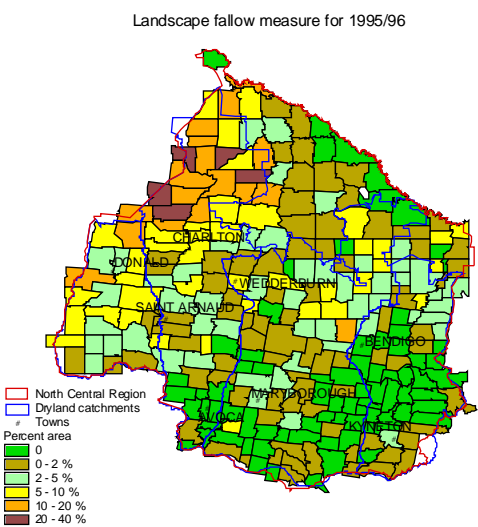 Landscape fallow measure for 1995/96
CHARLTON
DONALD
WEDDERBURN
SAINT ARNAUD
BENDIGO
MARYBOROUGH
AVOCA
KYNETON
North Central Region
Dryland catchments
# Towns
Percent area
0
0 - 2 %
2 - 5 %
5 - 10 %
10 - 20 %
20 - 40 %